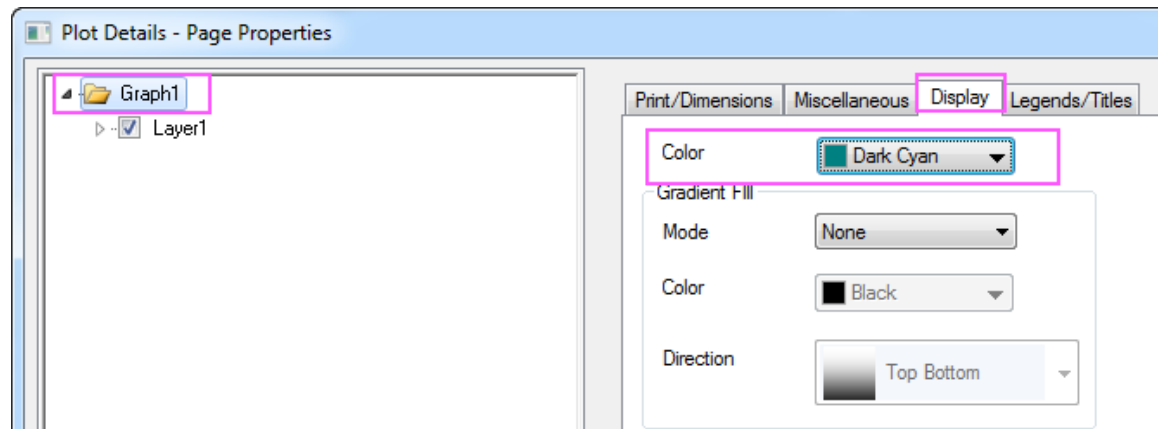 Plot Details - Page Properties
Graph1
Layer1
Print/Dimensions Miscellaneous Display Legends/Titles
Color Dark Cyan
Gradient FIll
Mode None
Color Black
Direction Top Bottom